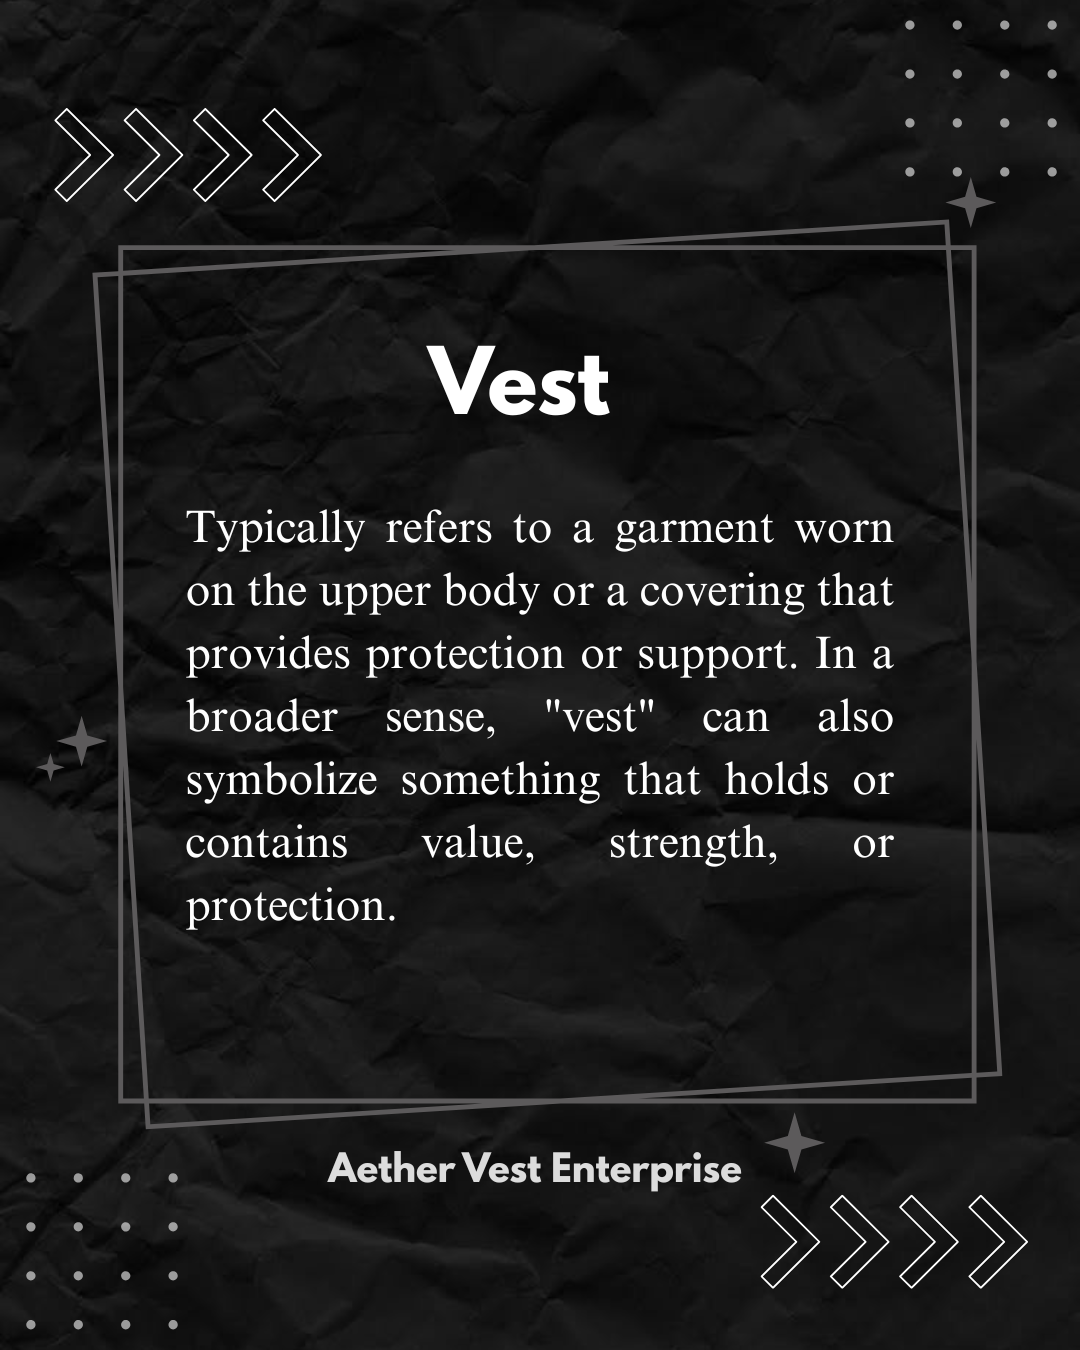 Vest
Typically refers to a garment worn
on the upper body or a covering that
provides protection or support. In a
broader sense, "vest" can also
symbolize something that holds or
contains value, strength, or
protection.
Aether Vest Enterprise